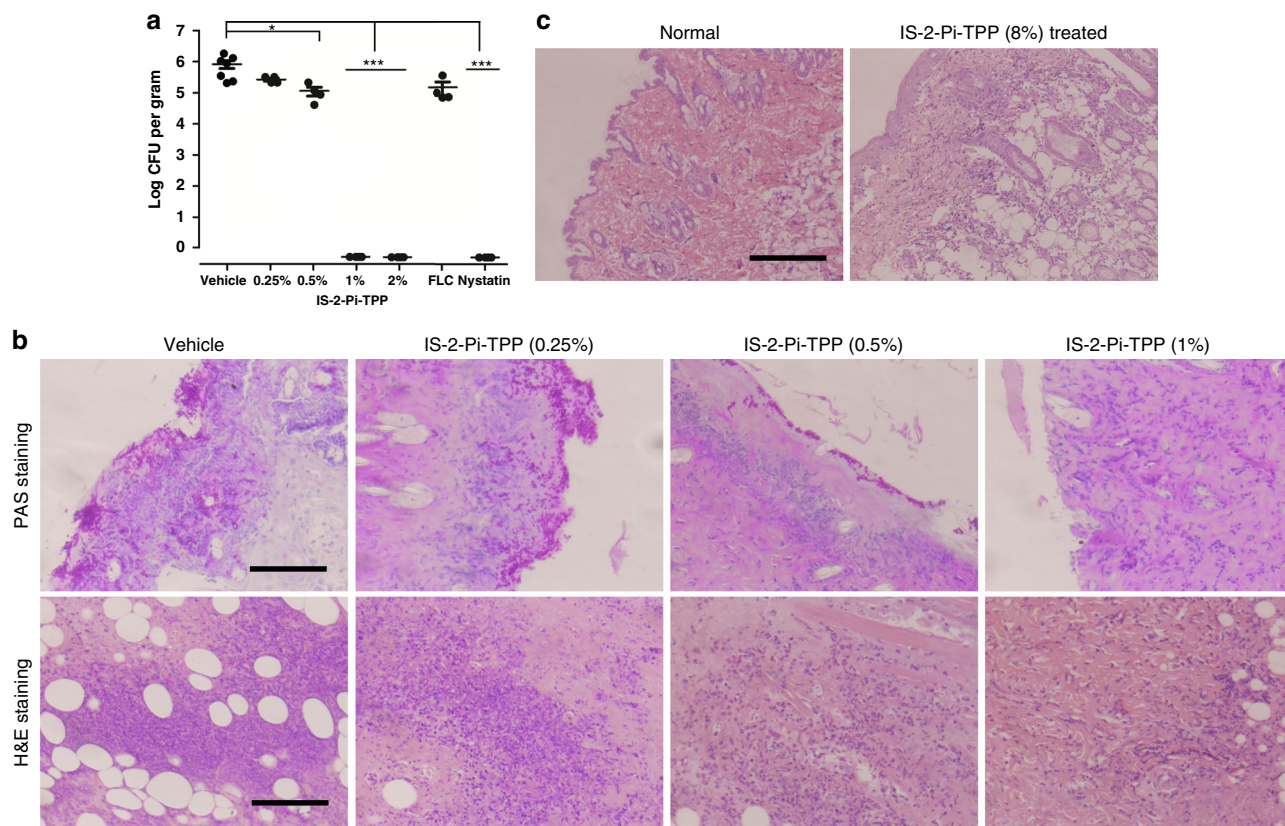 a
7
6
5
4
3
2
1
0
Log CFU per gram
*
***
***
Vehicle 0.25% 0.5% 1% 2% FLC Nystatin
IS-2-Pi-TPP
c
Normal
IS-2-Pi-TPP (8%) treated
b
Vehicle
IS-2-Pi-TPP (0.25%)
IS-2-Pi-TPP (0.5%)
IS-2-Pi-TPP (1%)
PAS staining
H&E staining